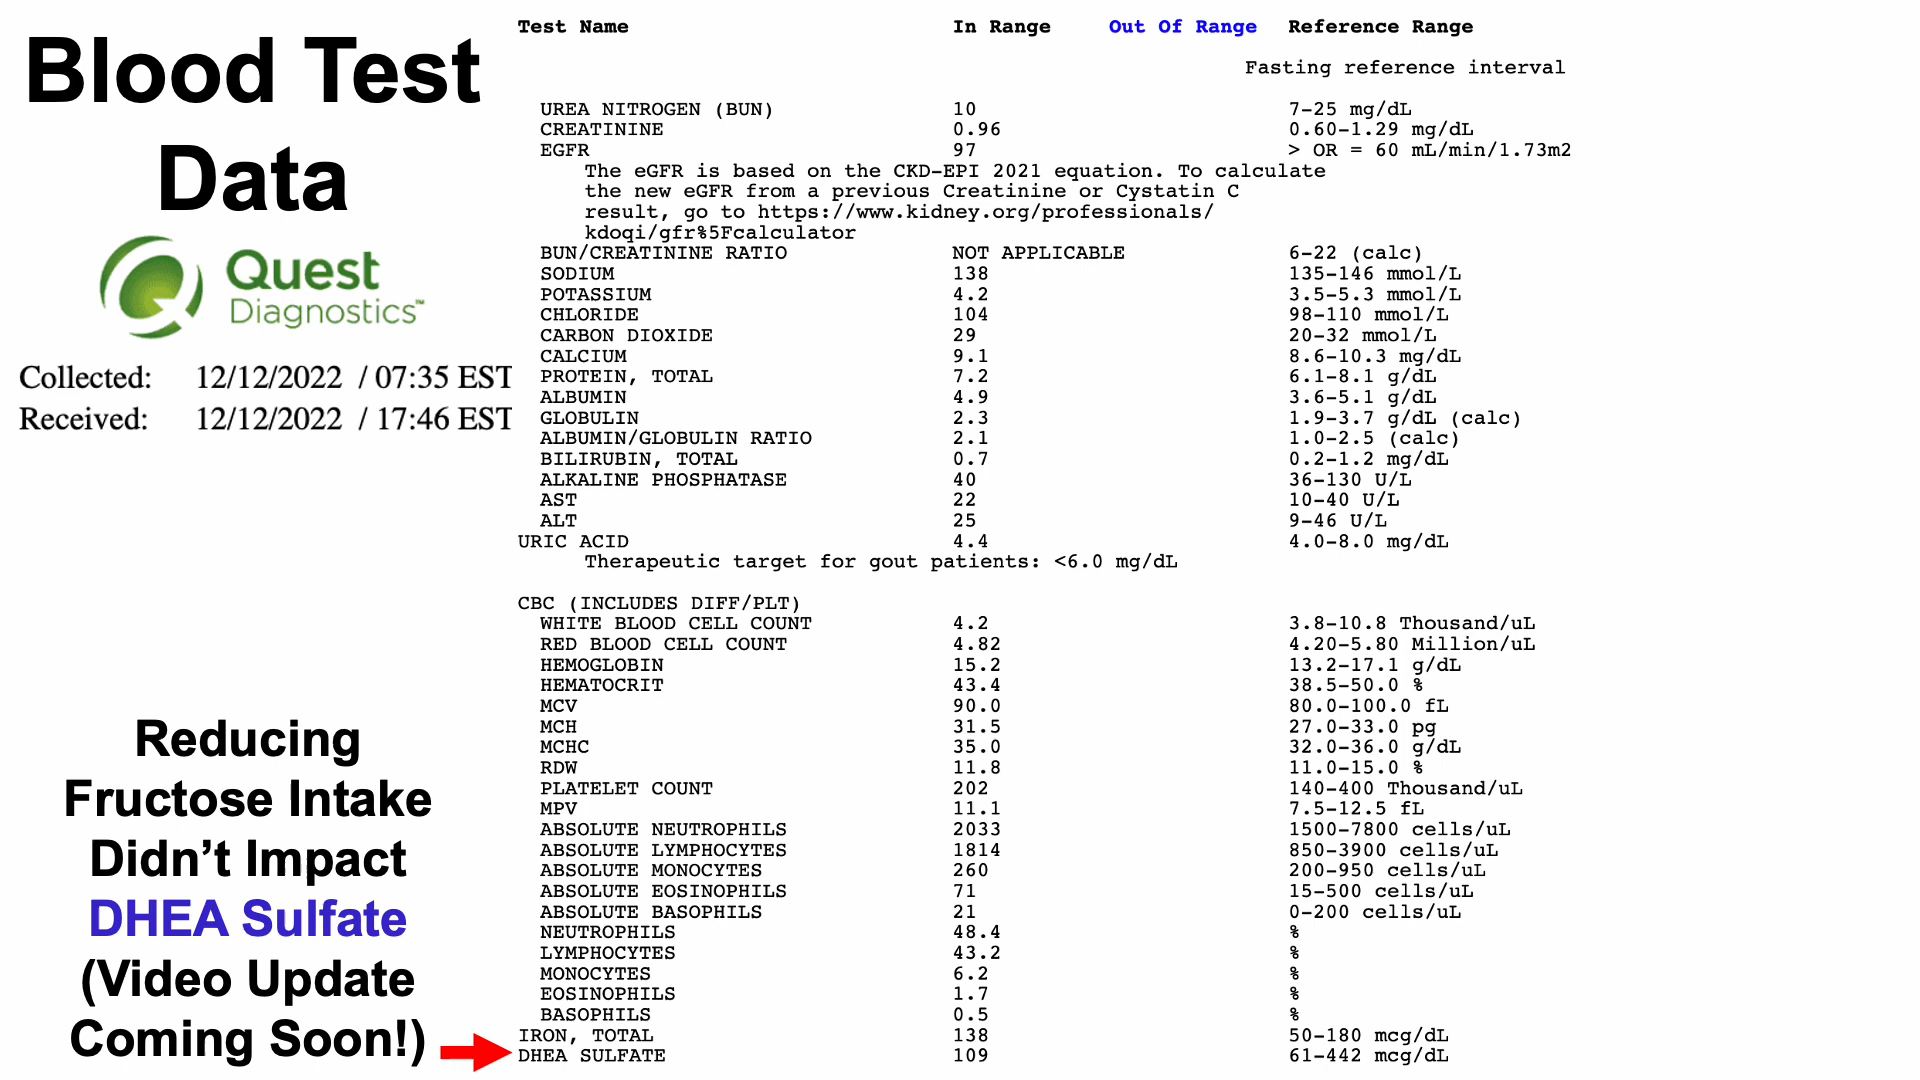 Blood Test
Data
Quest
Diagnostics™
Collected: 12/12/2022 / 07:35 EST
Received: 12/12/2022 / 17:46 EST
Reducing
Fructose Intake
Didn’t Impact
DHEA Sulfate
(Video Update
Coming Soon!)
Test Name In Range Out Of Range Reference Range
Fasting reference interval
UREA NITROGEN (BUN) 10 7-25 mg/dL
CREATININE 0.96 0.60-1.29 mg/dL
EGFR 97 > OR = 60 mL/min/1.73m2
The eGFR is based on the CKD-EPI 2021 equation. To calculate
the new eGFR from a previous Creatinine or Cystatin C
result, go to https://www.kidney.org/professionals/
kdoqi/gfr%5Fcalculator
BUN/CREATININE RATIO NOT APPLICABLE 6-22 (calc)
SODIUM 138 135-146 mmol/L
POTASSIUM 4.2 3.5-5.3 mmol/L
CHLORIDE 104 98-110 mmol/L
CARBON DIOXIDE 29 20-32 mmol/L
CALCIUM 9.1 8.6-10.3 mg/dL
PROTEIN, TOTAL 7.2 6.1-8.1 g/dL
ALBUMIN 4.9 3.6-5.1 g/dL
GLOBULIN 2.3 1.9-3.7 g/dL (calc)
ALBUMIN/GLOBULIN RATIO 2.1 1.0-2.5 (calc)
BILIRUBIN, TOTAL 0.7 0.2-1.2 mg/dL
ALKALINE PHOSPHATASE 40 36-130 U/L
AST 22 10-40 U/L
ALT 25 9-46 U/L
URIC ACID 4.4 4.0-8.0 mg/dL
Therapeutic target for gout patients: <6.0 mg/dL
CBC (INCLUDES DIFF/PLT)
WHITE BLOOD CELL COUNT 4.2 3.8-10.8 Thousand/uL
RED BLOOD CELL COUNT 4.82 4.20-5.80 Million/uL
HEMOGLOBIN 15.2 13.2-17.1 g/dL
HEMATOCRIT 43.4 38.5-50.0 %
MCV 90.0 80.0-100.0 fL
MCH 31.5 27.0-33.0 pg
MCHC 35.0 32.0-36.0 g/dL
RDW 11.8 11.0-15.0 %
PLATELET COUNT 202 140-400 Thousand/uL
MPV 11.1 7.5-12.5 fL
ABSOLUTE NEUTROPHILS 2033 1500-7800 cells/uL
ABSOLUTE LYMPHOCYTES 1814 850-3900 cells/uL
ABSOLUTE MONOCYTES 260 200-950 cells/uL
ABSOLUTE EOSINOPHILS 71 15-500 cells/uL
ABSOLUTE BASOPHILS 21 0-200 cells/uL
NEUTROPHILS 48.4 %
LYMPHOCYTES 43.2 %
MONOCYTES 6.2 %
EOSINOPHILS 1.7 %
BASOPHILS 0.5 %
IRON, TOTAL 138 50-180 mcg/dL
DHEA SULFATE 109 61-442 mcg/dL